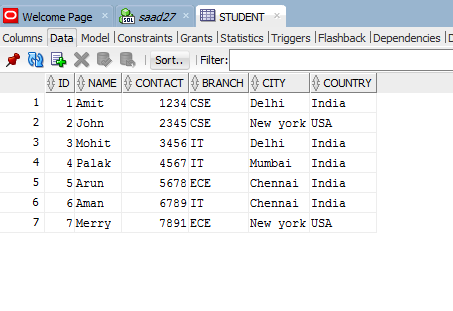 Welcome Page SQL saad27 STUDENT
Columns Data Model Constraints Grants Statistics Triggers Flashback Dependencies D
Sort.. Filter:
ID NAME CONTACT BRANCH CITY COUNTRY
1 1 Amit 1234 CSE Delhi India
2 2 John 2345 CSE New york USA
3 3 Mohit 3456 IT Delhi India
4 4 Palak 4567 IT Mumbai India
5 5 Arun 5678 ECE Chennai India
6 6 Aman 6789 IT Chennai India
7 7 Merry 7891 ECE New york USA